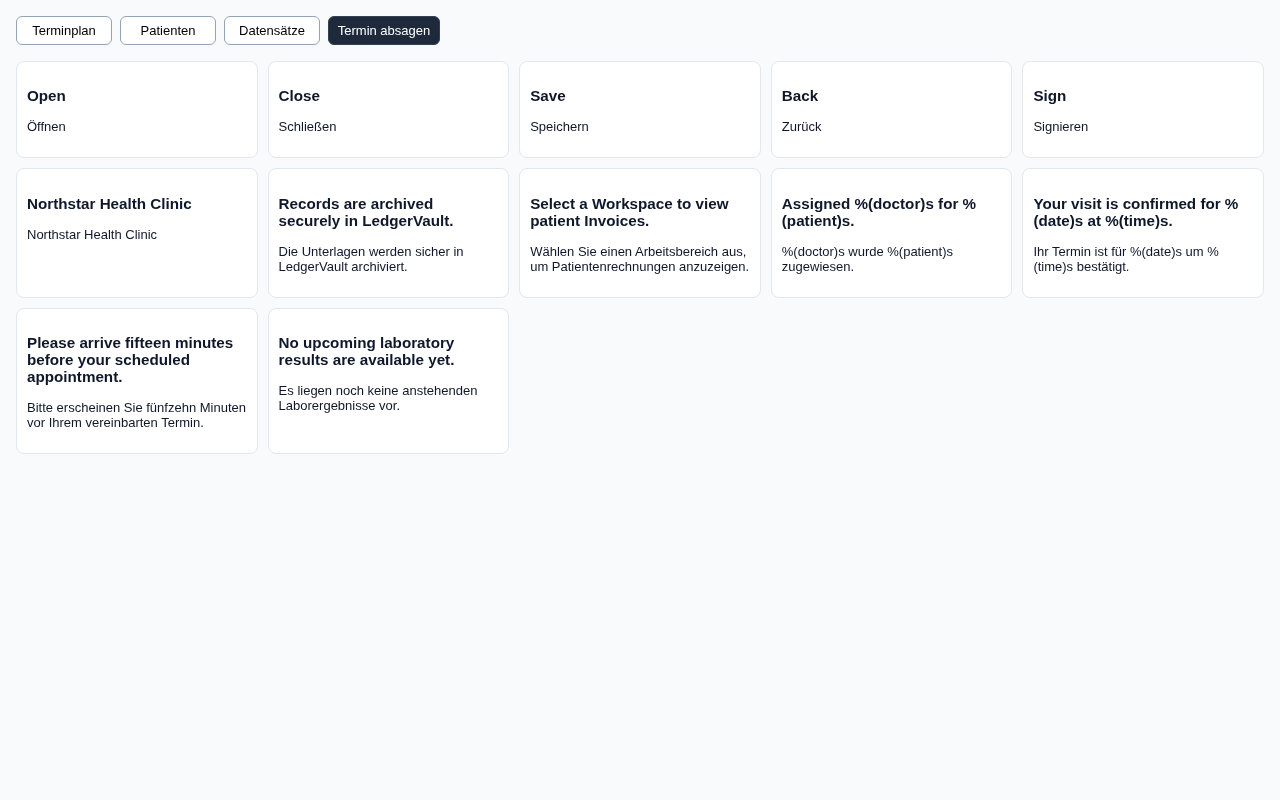 Terminplan
Patienten
Datensätze
Termin absagen
Open
Öffnen
Close
Schließen
Save
Speichern
Back
Zurück
Sign
Signieren
Northstar Health Clinic
Northstar Health Clinic
Records are archived
securely in LedgerVault.
Die Unterlagen werden sicher in
LedgerVault archiviert.
Select a Workspace to view
patient Invoices.
Wählen Sie einen Arbeitsbereich aus,
um Patientenrechnungen anzuzeigen.
Assigned %(doctor)s for %
(patient)s.
%(doctor)s wurde %(patient)s
zugewiesen.
Your visit is confirmed for %
(date)s at %(time)s.
Ihr Termin ist für %(date)s um %
(time)s bestätigt.
Please arrive fifteen minutes
before your scheduled
appointment.
Bitte erscheinen Sie fünfzehn Minuten
vor Ihrem vereinbarten Termin.
No upcoming laboratory
results are available yet.
Es liegen noch keine anstehenden
Laborergebnisse vor.